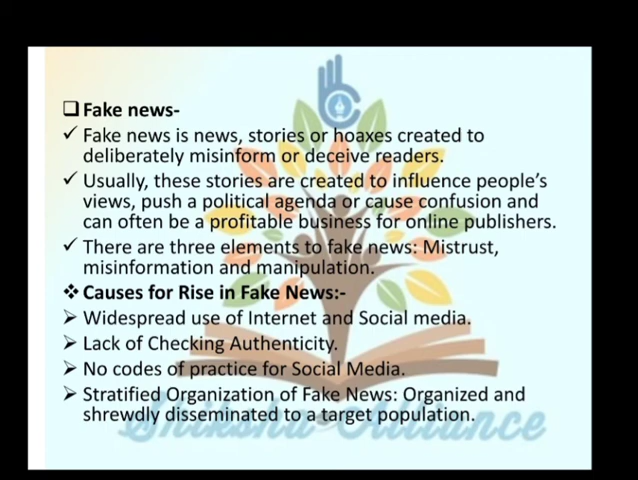 ❑ Fake news-
✓ Fake news is news, stories or hoaxes created to
deliberately misinform or deceive readers.
✓ Usually, these stories are created to influence people's
views, push a political agenda or cause confusion and
can often be a profitable business for online publishers.
✓ There are three elements to fake news: Mistrust,
misinformation and manipulation.
❖ Causes for Rise in Fake News:-
➢ Widespread use of Internet and Social media.
➢ Lack of Checking Authenticity.
➢ No codes of practice for Social Media.
➢ Stratified Organization of Fake News: Organized and
shrewdly disseminated to a target population.
Shiksha Alliance